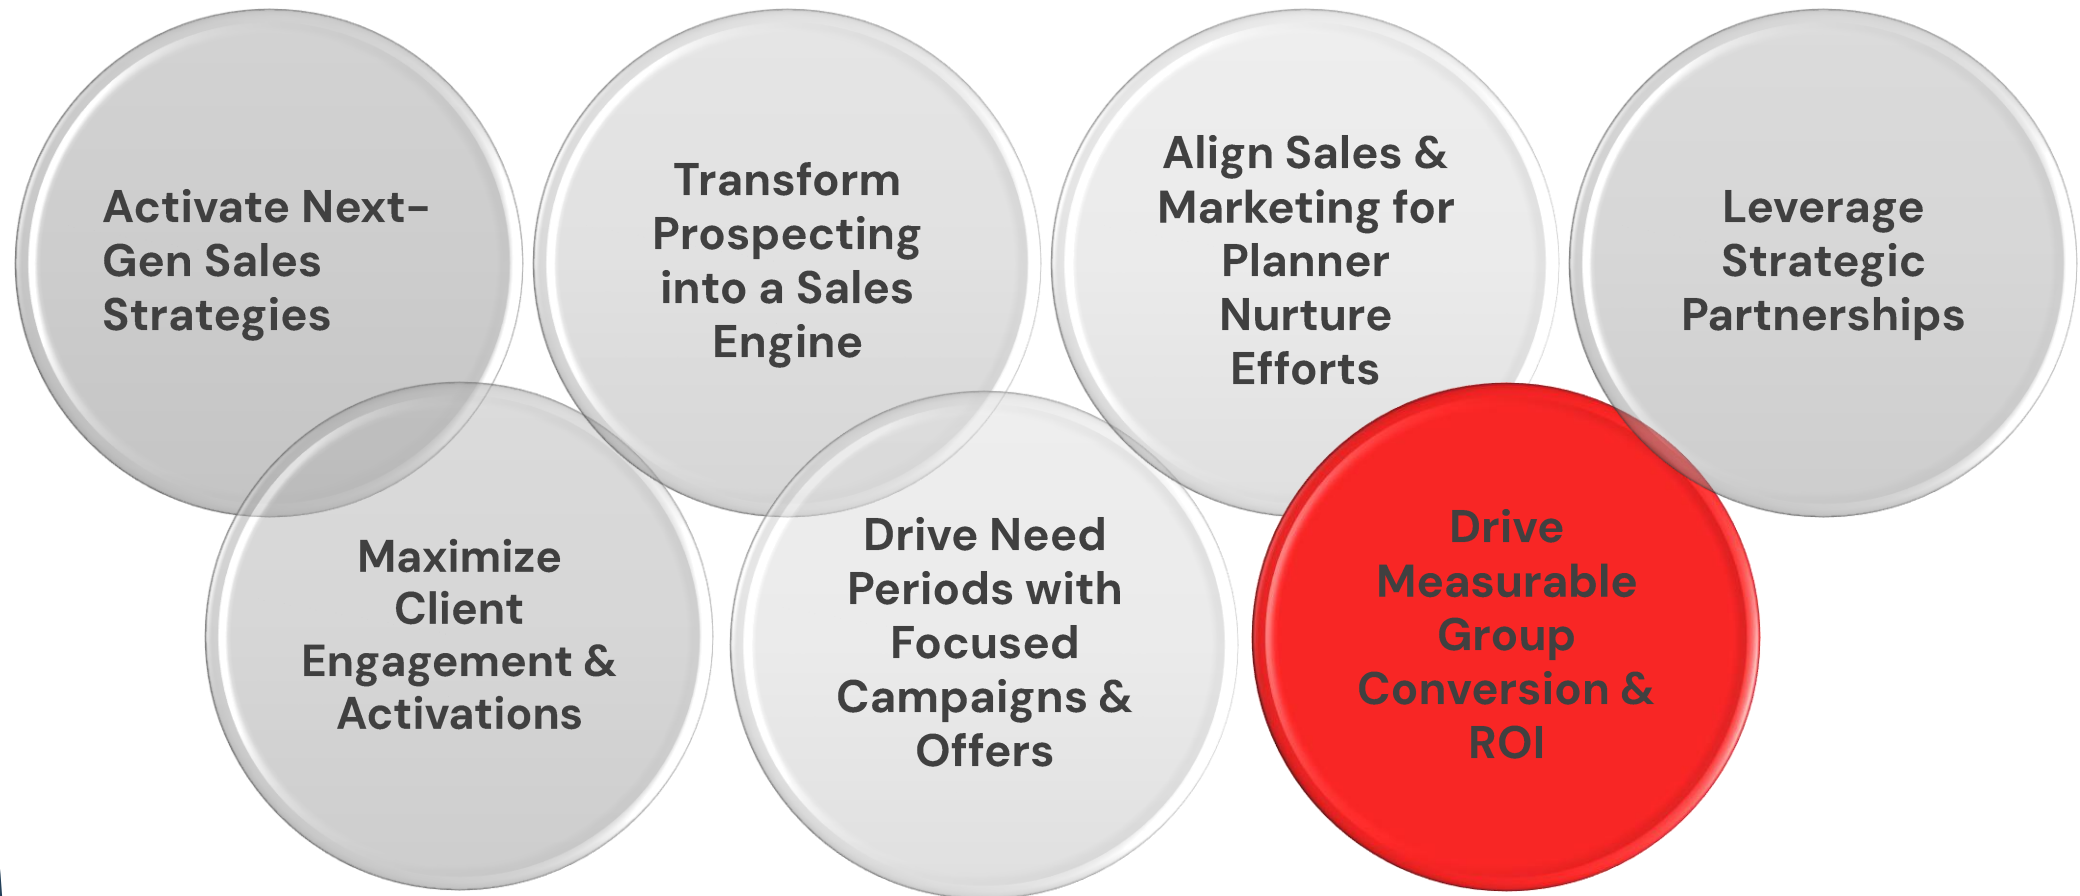 Activate Next-
Gen Sales
Strategies
Transform
Prospecting
into a Sales
Engine
Align Sales &
Marketing for
Planner
Nurture
Efforts
Leverage
Strategic
Partnerships
Maximize
Client
Engagement &
Activations
Drive Need
Periods with
Focused
Campaigns &
Offers
Drive
Measurable
Group
Conversion &
ROI